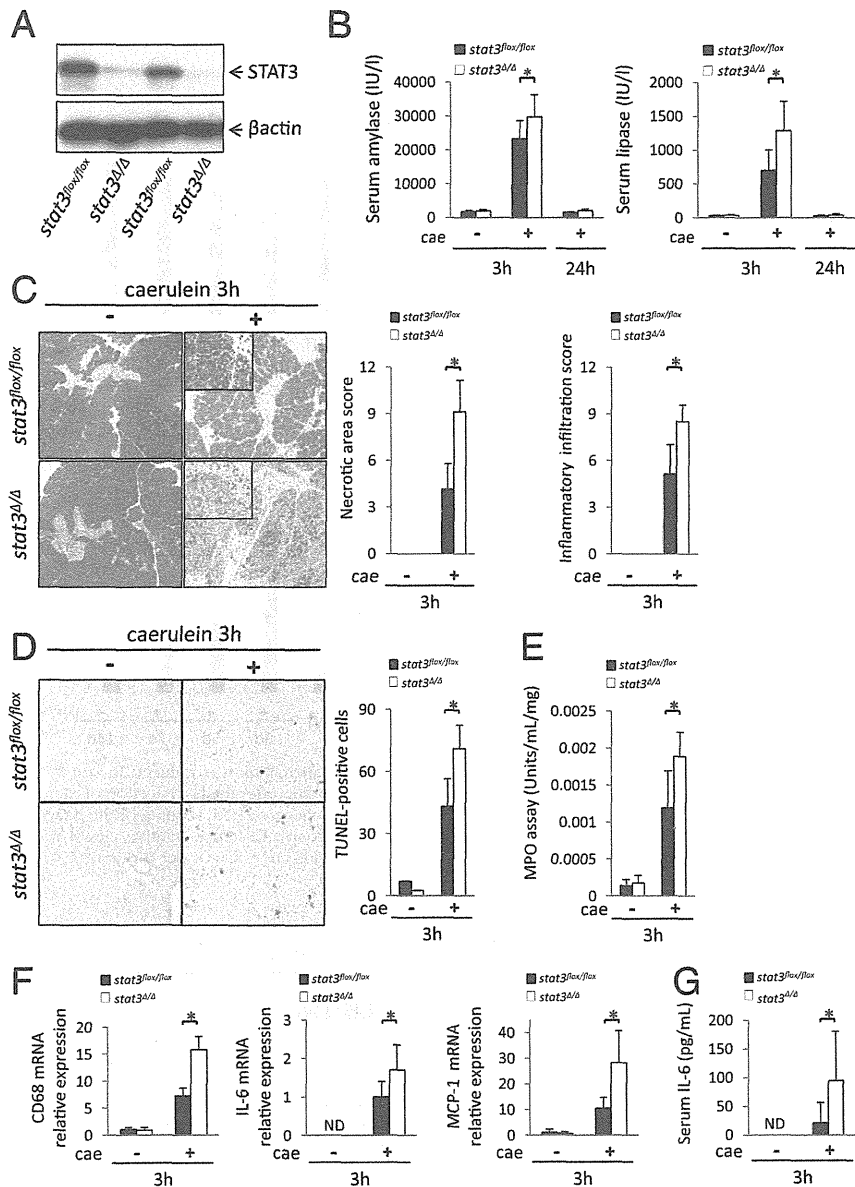 A
STAT3
βactin
stat3flox/flox
stat3Δ/Δ
stat3flox/flox
stat3Δ/Δ
B
stat3flox/flox
stat3Δ/Δ
Serum amylase (IU/l)
40000
30000
20000
10000
0
*
cae - + +
3h 24h
stat3flox/flox
stat3Δ/Δ
Serum lipase (IU/l)
2000
1500
1000
500
0
*
- + +
3h 24h
C
caerulein 3h
- +
stat3flox/flox
stat3Δ/Δ
stat3flox/flox
stat3Δ/Δ
Necrotic area score
12
9
6
3
0
*
cae - +
3h
stat3flox/flox
stat3Δ/Δ
Inflammatory infiltration score
12
9
6
3
0
*
cae - +
3h
D
caerulein 3h
- +
stat3flox/flox
stat3Δ/Δ
stat3flox/flox
stat3Δ/Δ
TUNEL-positive cells
90
60
30
0
*
cae - +
3h
E
stat3flox/flox
stat3Δ/Δ
MPO assay (Units/mL/mg)
0.0025
0.002
0.0015
0.001
0.0005
0
*
cae - +
3h
F
stat3flox/flox
stat3Δ/Δ
CD68 mRNA
relative expression
20
15
10
5
0
*
cae - +
3h
stat3flox/flox
stat3Δ/Δ
IL-6 mRNA
relative expression
4
3
2
1
0
ND
*
- +
3h
stat3flox/flox
stat3Δ/Δ
MCP-1 mRNA
relative expression
40
30
20
10
0
*
- +
3h
G
stat3flox/flox
stat3Δ/Δ
Serum IL-6 (pg/mL)
200
150
100
50
0
ND
*
cae - +
3h